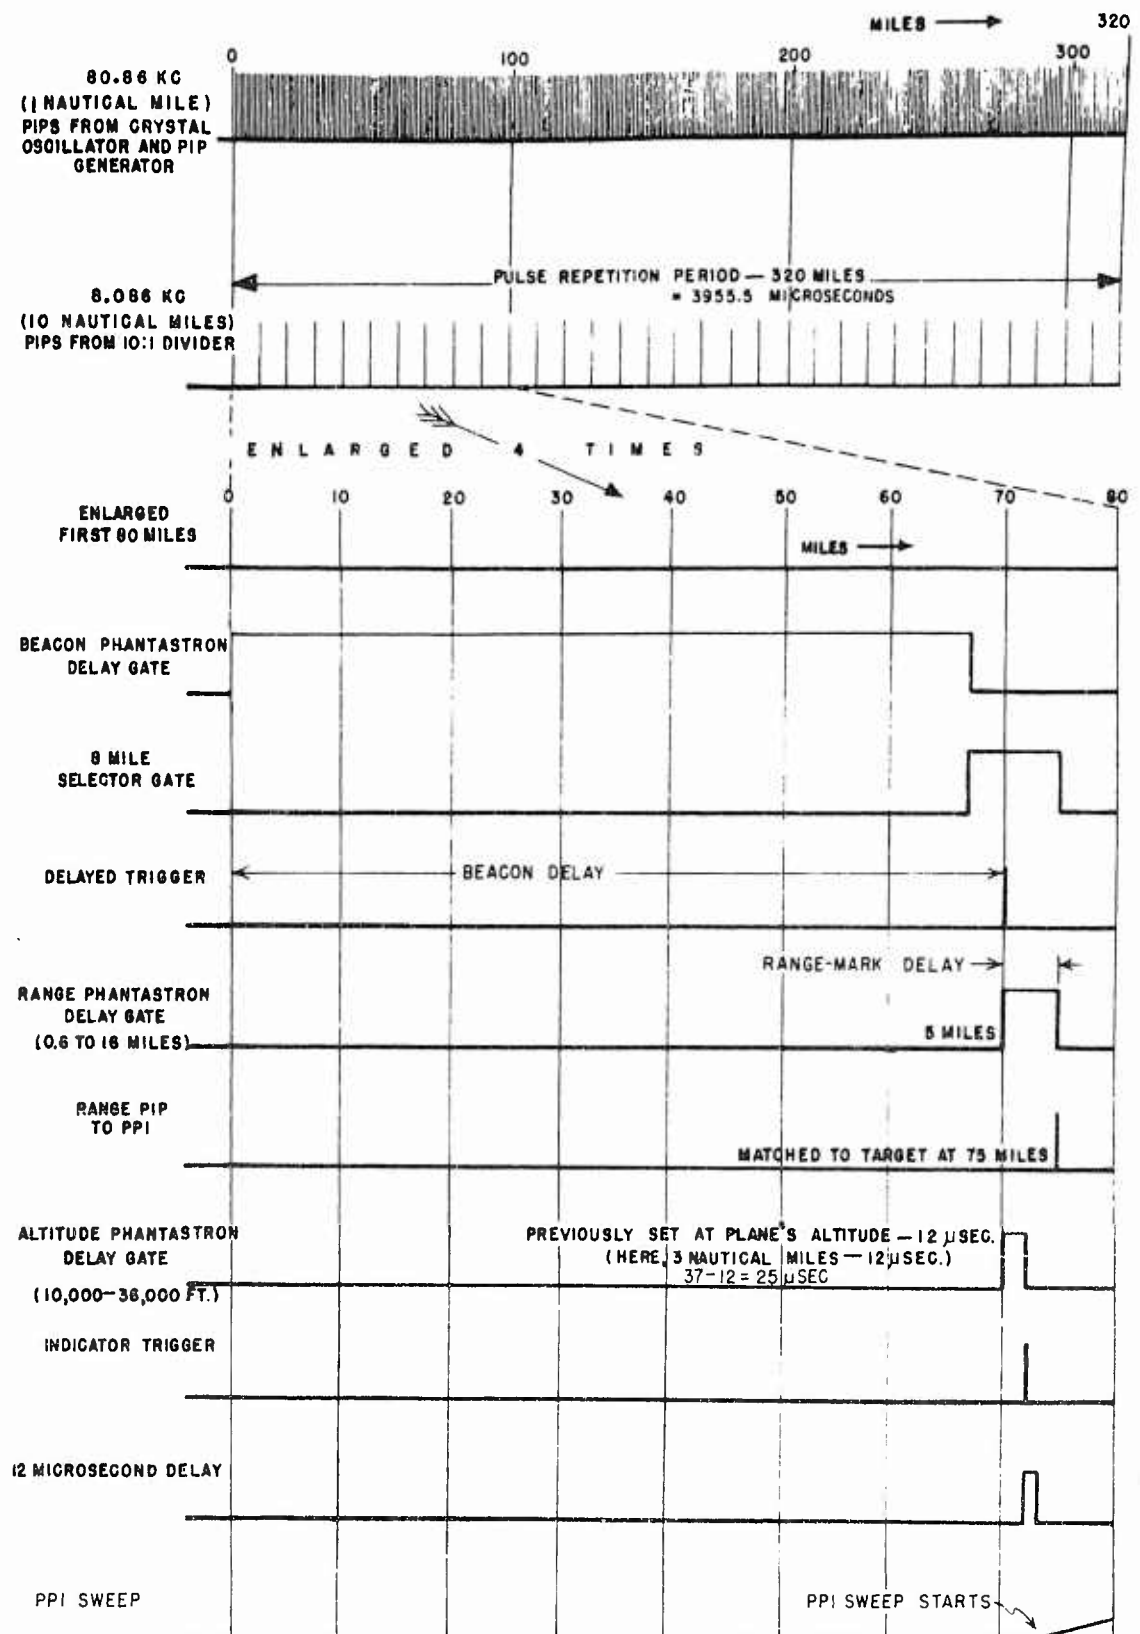 MILES
320
0
100
200
300
80.86 KC
(1 NAUTICAL MILE)
PIPS FROM CRYSTAL
OSCILLATOR AND PIP
GENERATOR
PULSE REPETITION PERIOD — 320 MILES
= 3955.5 MICROSECONDS
8.086 KC
(10 NAUTICAL MILES)
PIPS FROM 10:1 DIVIDER
ENLARGED 4 TIMES
0
10
20
30
40
50
60
70
80
ENLARGED
FIRST 80 MILES
MILES
BEACON PHANTASTRON
DELAY GATE
8 MILE
SELECTOR GATE
DELAYED TRIGGER
BEACON DELAY
RANGE-MARK DELAY
RANGE PHANTASTRON
DELAY GATE
(0.6 TO 16 MILES)
5 MILES
RANGE PIP
TO PPI
MATCHED TO TARGET AT 75 MILES
ALTITUDE PHANTASTRON
DELAY GATE
(10,000–36,000 FT.)
PREVIOUSLY SET AT PLANE'S ALTITUDE — 12 µSEC.
(HERE, 3 NAUTICAL MILES — 12µSEC.)
37-12 = 25 µSEC
INDICATOR TRIGGER
12 MICROSECOND DELAY
PPI SWEEP
PPI SWEEP STARTS